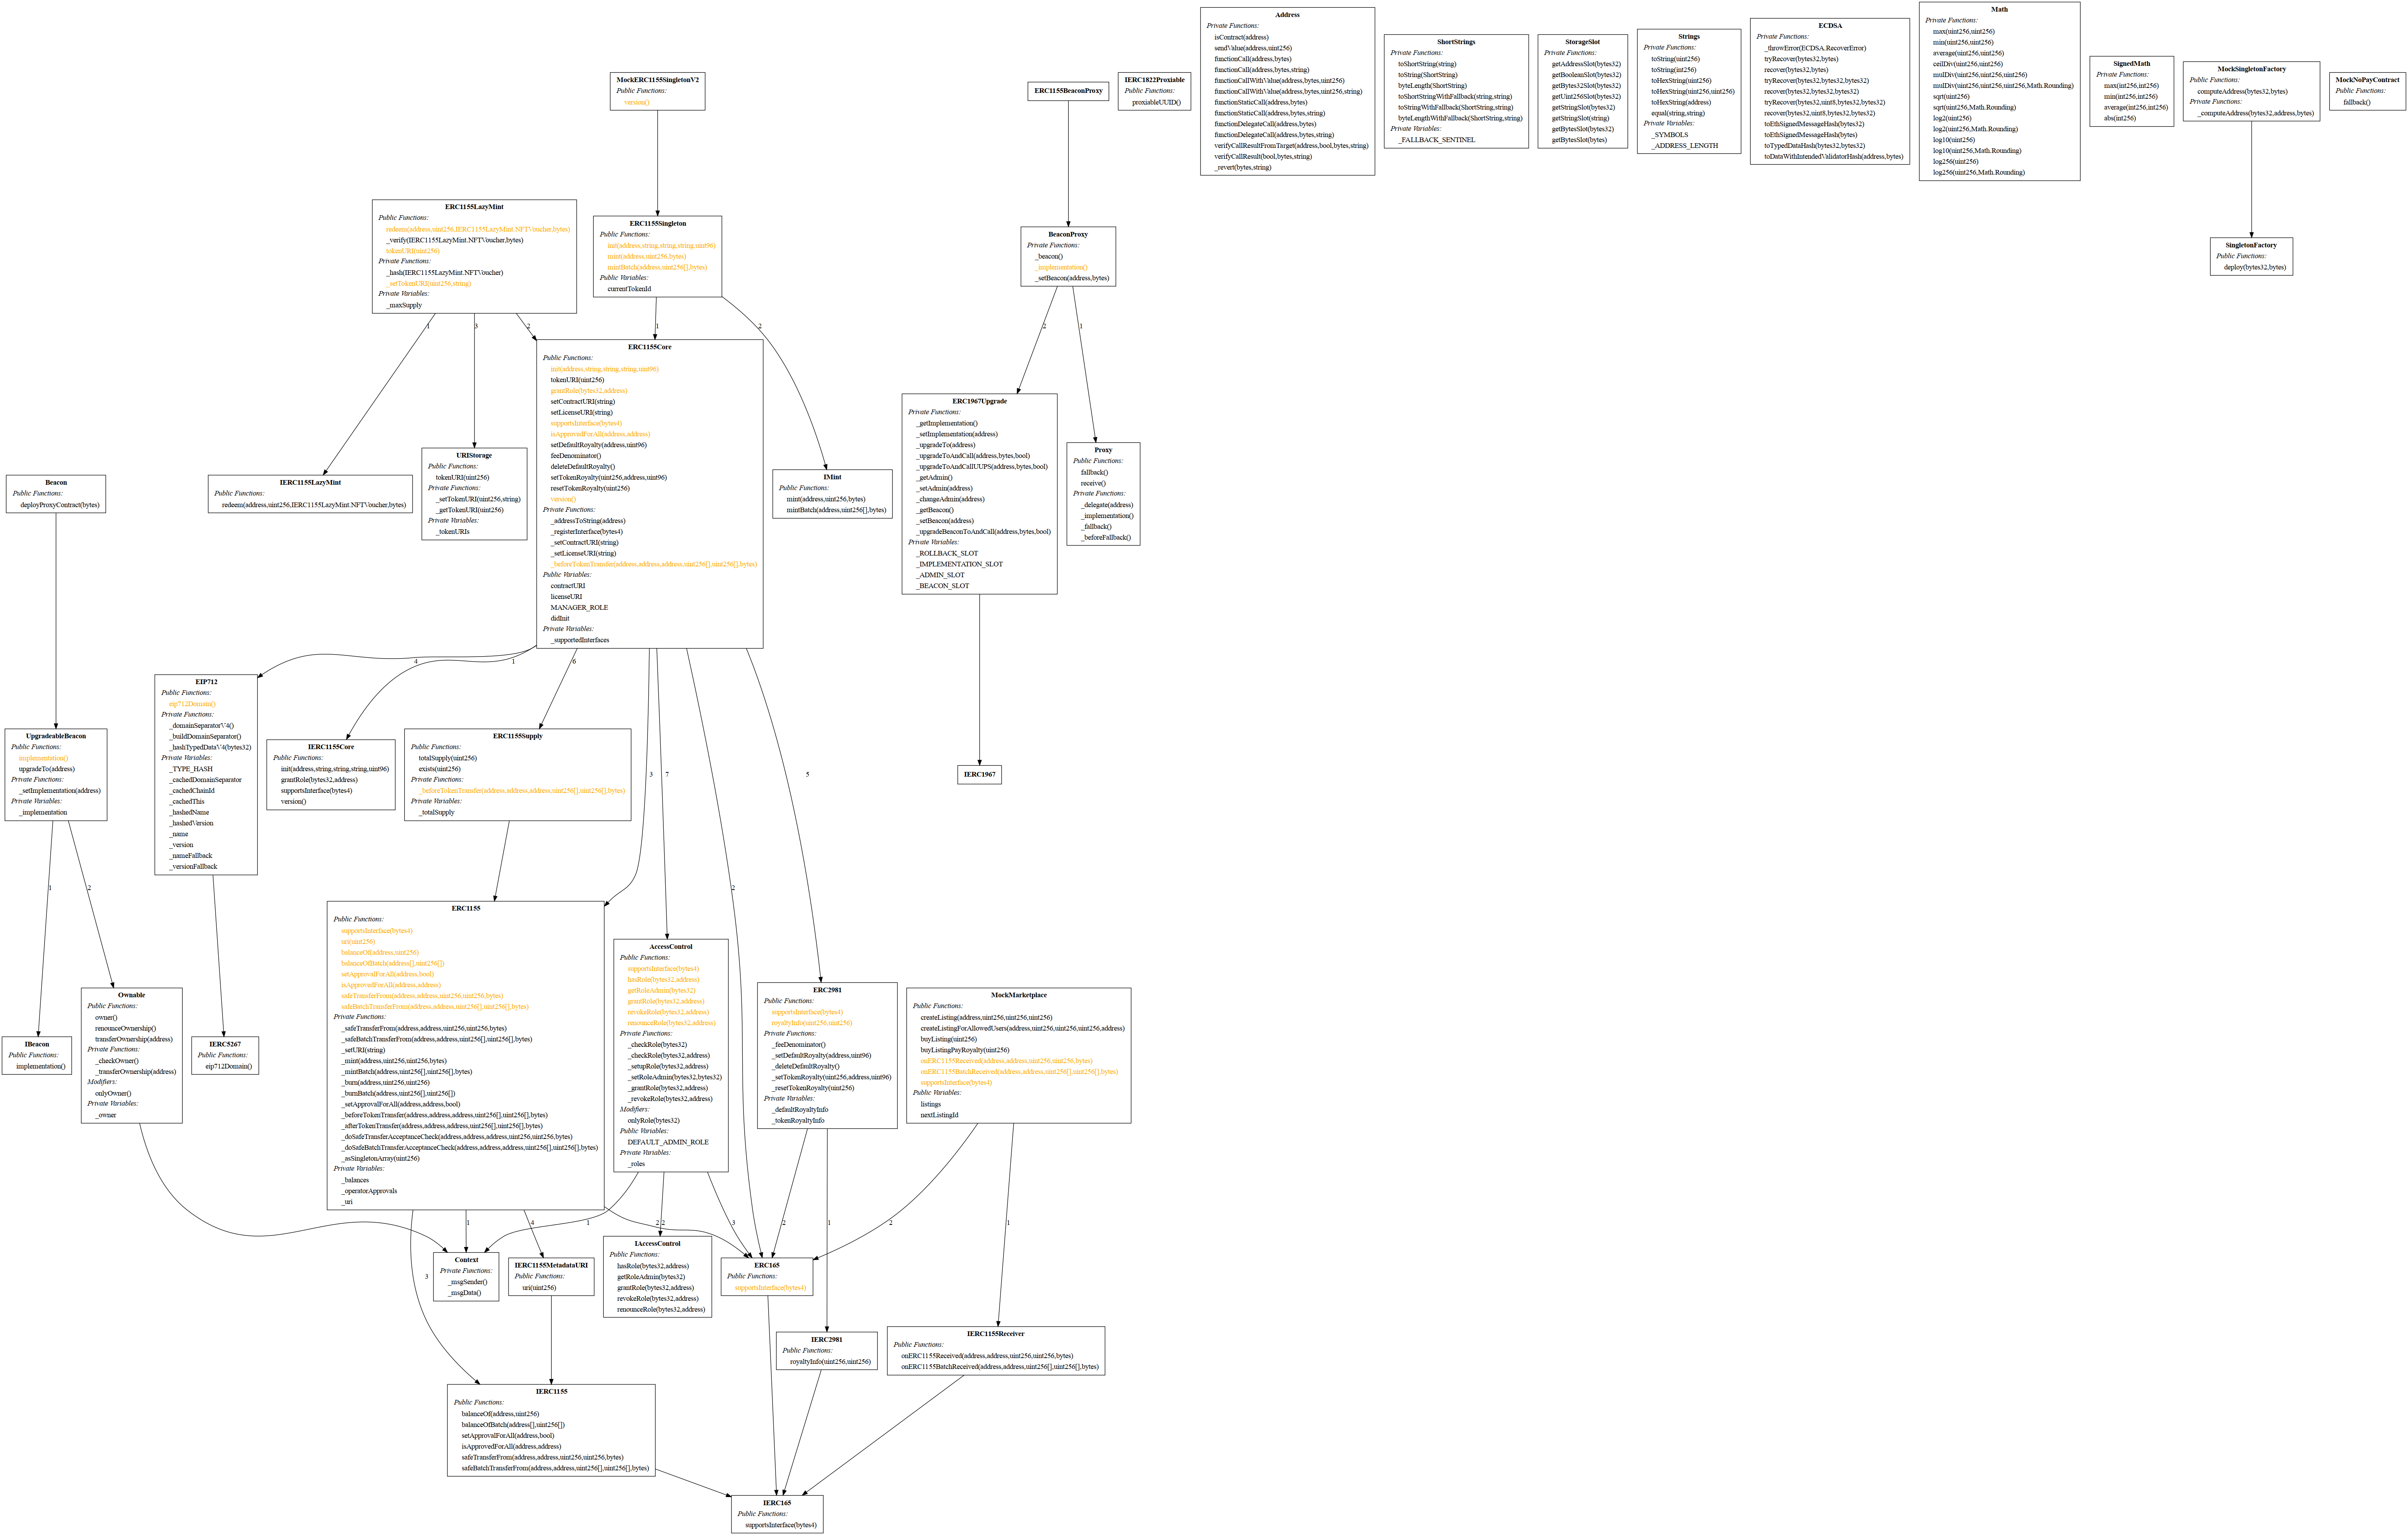 MockERC1155SingletonV2
Public Functions:
version()
ERC1155BeaconProxy
IERC1822Proxiable
Public Functions:
proxiableUUID()
Address
Private Functions:
isContract(address)
sendValue(address,uint256)
functionCall(address,bytes)
functionCall(address,bytes,string)
functionCallWithValue(address,bytes,uint256)
functionCallWithValue(address,bytes,uint256,string)
functionStaticCall(address,bytes)
functionStaticCall(address,bytes,string)
functionDelegateCall(address,bytes)
functionDelegateCall(address,bytes,string)
verifyCallResultFromTarget(address,bool,bytes,string)
verifyCallResult(bool,bytes,string)
_revert(bytes,string)
ShortStrings
Private Functions:
toShortString(string)
toString(ShortString)
byteLength(ShortString)
toShortStringWithFallback(string,string)
toStringWithFallback(ShortString,string)
byteLengthWithFallback(ShortString,string)
Private Variables:
_FALLBACK_SENTINEL
StorageSlot
Private Functions:
getAddressSlot(bytes32)
getBooleanSlot(bytes32)
getBytes32Slot(bytes32)
getUint256Slot(bytes32)
getStringSlot(bytes32)
getStringSlot(string)
getBytesSlot(bytes32)
getBytesSlot(bytes)
Strings
Private Functions:
toString(uint256)
toString(int256)
toHexString(uint256)
toHexString(uint256,uint256)
toHexString(address)
equal(string,string)
Private Variables:
_SYMBOLS
_ADDRESS_LENGTH
ECDSA
Private Functions:
_throwError(ECDSA.RecoverError)
tryRecover(bytes32,bytes)
recover(bytes32,bytes)
tryRecover(bytes32,bytes32,bytes32)
recover(bytes32,bytes32,bytes32)
tryRecover(bytes32,uint8,bytes32,bytes32)
recover(bytes32,uint8,bytes32,bytes32)
toEthSignedMessageHash(bytes32)
toEthSignedMessageHash(bytes)
toTypedDataHash(bytes32,bytes32)
toDataWithIntendedValidatorHash(address,bytes)
Math
Private Functions:
max(uint256,uint256)
min(uint256,uint256)
average(uint256,uint256)
ceilDiv(uint256,uint256)
mulDiv(uint256,uint256,uint256)
mulDiv(uint256,uint256,uint256,Math.Rounding)
sqrt(uint256)
sqrt(uint256,Math.Rounding)
log2(uint256)
log2(uint256,Math.Rounding)
log10(uint256)
log10(uint256,Math.Rounding)
log256(uint256)
log256(uint256,Math.Rounding)
SignedMath
Private Functions:
max(int256,int256)
min(int256,int256)
average(int256,int256)
abs(int256)
MockSingletonFactory
Public Functions:
computeAddress(bytes32,bytes)
Private Functions:
_computeAddress(bytes32,address,bytes)
MockNoPayContract
Public Functions:
fallback()
ERC1155LazyMint
Public Functions:
redeem(address,uint256,IERC1155LazyMint.NFTVoucher,bytes)
_verify(IERC1155LazyMint.NFTVoucher,bytes)
tokenURI(uint256)
Private Functions:
_hash(IERC1155LazyMint.NFTVoucher)
_setTokenURI(uint256,string)
Private Variables:
_maxSupply
ERC1155Singleton
Public Functions:
init(address,string,string,string,uint96)
mint(address,uint256,bytes)
mintBatch(address,uint256[],bytes)
Public Variables:
currentTokenId
BeaconProxy
Private Functions:
_beacon()
_implementation()
_setBeacon(address,bytes)
SingletonFactory
Public Functions:
deploy(bytes32,bytes)
1
3
2
1
2
2
1
ERC1155Core
Public Functions:
init(address,string,string,string,uint96)
tokenURI(uint256)
grantRole(bytes32,address)
setContractURI(string)
setLicenseURI(string)
supportsInterface(bytes4)
isApprovedForAll(address,address)
setDefaultRoyalty(address,uint96)
feeDenominator()
deleteDefaultRoyalty()
setTokenRoyalty(uint256,address,uint96)
resetTokenRoyalty(uint256)
version()
Private Functions:
_addressToString(address)
_registerInterface(bytes4)
_setContractURI(string)
_setLicenseURI(string)
_beforeTokenTransfer(address,address,address,uint256[],uint256[],bytes)
Public Variables:
contractURI
licenseURI
MANAGER_ROLE
didInit
Private Variables:
_supportedInterfaces
ERC1967Upgrade
Private Functions:
_getImplementation()
_setImplementation(address)
_upgradeTo(address)
_upgradeToAndCall(address,bytes,bool)
_upgradeToAndCallUUPS(address,bytes,bool)
_getAdmin()
_setAdmin(address)
_changeAdmin(address)
_getBeacon()
_setBeacon(address)
_upgradeBeaconToAndCall(address,bytes,bool)
Private Variables:
_ROLLBACK_SLOT
_IMPLEMENTATION_SLOT
_ADMIN_SLOT
_BEACON_SLOT
Proxy
Public Functions:
fallback()
receive()
Private Functions:
_delegate(address)
_implementation()
_fallback()
_beforeFallback()
Beacon
Public Functions:
deployProxyContract(bytes)
IERC1155LazyMint
Public Functions:
redeem(address,uint256,IERC1155LazyMint.NFTVoucher,bytes)
URIStorage
Public Functions:
tokenURI(uint256)
Private Functions:
_setTokenURI(uint256,string)
_getTokenURI(uint256)
Private Variables:
_tokenURIs
IMint
Public Functions:
mint(address,uint256,bytes)
mintBatch(address,uint256[],bytes)
4
1
6
3
7
2
5
EIP712
Public Functions:
eip712Domain()
Private Functions:
_domainSeparatorV4()
_buildDomainSeparator()
_hashTypedDataV4(bytes32)
Private Variables:
_TYPE_HASH
_cachedDomainSeparator
_cachedChainId
_cachedThis
_hashedName
_hashedVersion
_name
_version
_nameFallback
_versionFallback
UpgradeableBeacon
Public Functions:
implementation()
upgradeTo(address)
Private Functions:
_setImplementation(address)
Private Variables:
_implementation
IERC1155Core
Public Functions:
init(address,string,string,string,uint96)
grantRole(bytes32,address)
supportsInterface(bytes4)
version()
ERC1155Supply
Public Functions:
totalSupply(uint256)
exists(uint256)
Private Functions:
_beforeTokenTransfer(address,address,address,uint256[],uint256[],bytes)
Private Variables:
_totalSupply
IERC1967
1
2
ERC1155
Public Functions:
supportsInterface(bytes4)
uri(uint256)
balanceOf(address,uint256)
balanceOfBatch(address[],uint256[])
setApprovalForAll(address,bool)
isApprovedForAll(address,address)
safeTransferFrom(address,address,uint256,uint256,bytes)
safeBatchTransferFrom(address,address,uint256[],uint256[],bytes)
Private Functions:
_safeTransferFrom(address,address,uint256,uint256,bytes)
_safeBatchTransferFrom(address,address,uint256[],uint256[],bytes)
_setURI(string)
_mint(address,uint256,uint256,bytes)
_mintBatch(address,uint256[],uint256[],bytes)
_burn(address,uint256,uint256)
_burnBatch(address,uint256[],uint256[])
_setApprovalForAll(address,address,bool)
_beforeTokenTransfer(address,address,address,uint256[],uint256[],bytes)
_afterTokenTransfer(address,address,address,uint256[],uint256[],bytes)
_doSafeTransferAcceptanceCheck(address,address,address,uint256,uint256,bytes)
_doSafeBatchTransferAcceptanceCheck(address,address,address,uint256[],uint256[],bytes)
_asSingletonArray(uint256)
Private Variables:
_balances
_operatorApprovals
_uri
AccessControl
Public Functions:
supportsInterface(bytes4)
hasRole(bytes32,address)
getRoleAdmin(bytes32)
grantRole(bytes32,address)
revokeRole(bytes32,address)
renounceRole(bytes32,address)
Private Functions:
_checkRole(bytes32)
_checkRole(bytes32,address)
_setupRole(bytes32,address)
_setRoleAdmin(bytes32,bytes32)
_grantRole(bytes32,address)
_revokeRole(bytes32,address)
Modifiers:
onlyRole(bytes32)
Public Variables:
DEFAULT_ADMIN_ROLE
Private Variables:
_roles
ERC2981
Public Functions:
supportsInterface(bytes4)
royaltyInfo(uint256,uint256)
Private Functions:
_feeDenominator()
_setDefaultRoyalty(address,uint96)
_deleteDefaultRoyalty()
_setTokenRoyalty(uint256,address,uint96)
_resetTokenRoyalty(uint256)
Private Variables:
_defaultRoyaltyInfo
_tokenRoyaltyInfo
MockMarketplace
Public Functions:
createListing(address,uint256,uint256,uint256)
createListingForAllowedUsers(address,uint256,uint256,uint256,address)
buyListing(uint256)
buyListingPayRoyalty(uint256)
onERC1155Received(address,address,uint256,uint256,bytes)
onERC1155BatchReceived(address,address,uint256[],uint256[],bytes)
supportsInterface(bytes4)
Public Variables:
listings
nextListingId
IBeacon
Public Functions:
implementation()
Ownable
Public Functions:
owner()
renounceOwnership()
transferOwnership(address)
Private Functions:
_checkOwner()
_transferOwnership(address)
Modifiers:
onlyOwner()
Private Variables:
_owner
IERC5267
Public Functions:
eip712Domain()
3
1
4
1
2
2
3
2
1
2
1
Context
Private Functions:
_msgSender()
_msgData()
IERC1155MetadataURI
Public Functions:
uri(uint256)
IAccessControl
Public Functions:
hasRole(bytes32,address)
getRoleAdmin(bytes32)
grantRole(bytes32,address)
revokeRole(bytes32,address)
renounceRole(bytes32,address)
ERC165
Public Functions:
supportsInterface(bytes4)
IERC2981
Public Functions:
royaltyInfo(uint256,uint256)
IERC1155Receiver
Public Functions:
onERC1155Received(address,address,uint256,uint256,bytes)
onERC1155BatchReceived(address,address,uint256[],uint256[],bytes)
IERC1155
Public Functions:
balanceOf(address,uint256)
balanceOfBatch(address[],uint256[])
setApprovalForAll(address,bool)
isApprovedForAll(address,address)
safeTransferFrom(address,address,uint256,uint256,bytes)
safeBatchTransferFrom(address,address,uint256[],uint256[],bytes)
IERC165
Public Functions:
supportsInterface(bytes4)